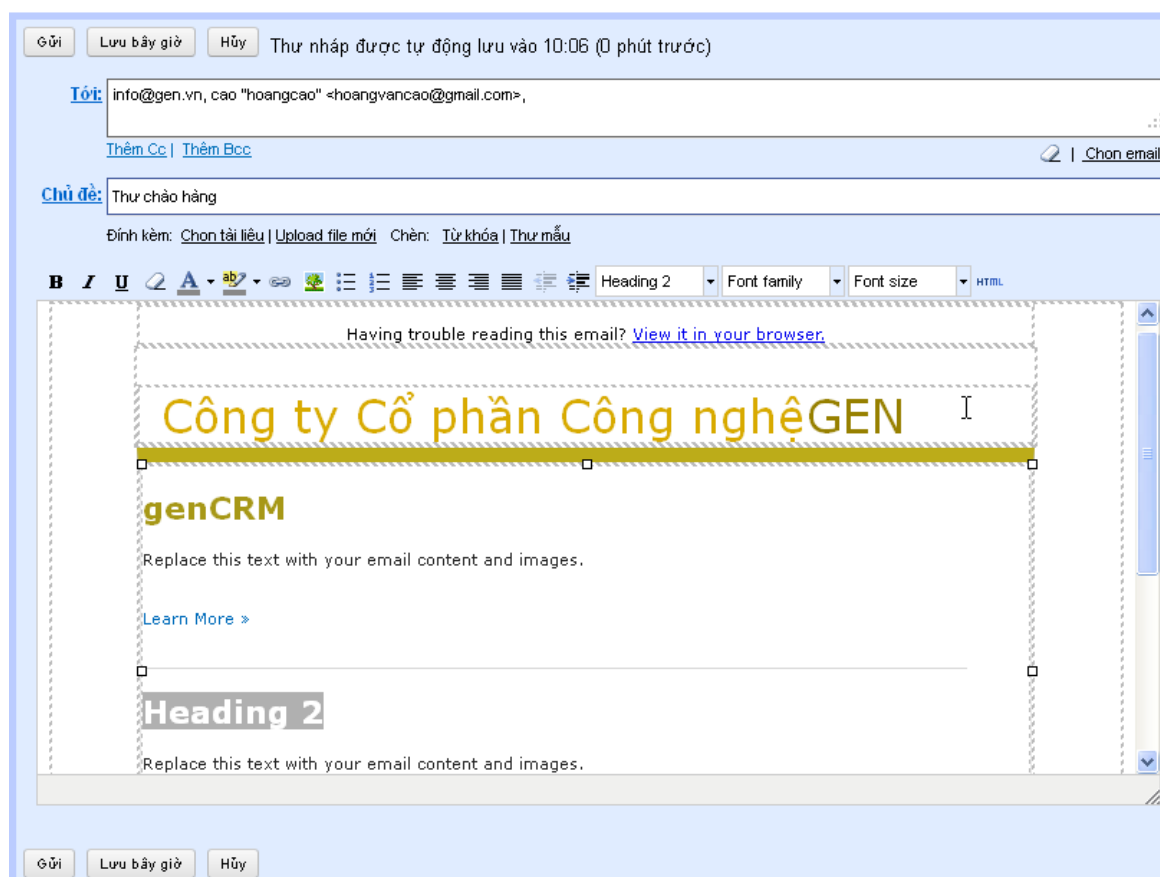 Gửi Lưu bây giờ Hủy Thư nháp được tự động lưu vào 10:06 (0 phút trước)
Tới: info@gen.vn, cao "hoangcao" <hoangvancao@gmail.com>,
Thêm Cc | Thêm Bcc | Chon email
Chủ đề: Thư chào hàng
Đính kèm: Chon tài liêu | Upload file mới Chèn: Từ khóa | Thư mẫu
B I U A ab Heading 2 Font family Font size HTML
Having trouble reading this email? View it in your browser.
Công ty Cổ phần Công nghệGEN
genCRM
Replace this text with your email content and images.
Learn More »
Heading 2
Replace this text with your email content and images.
Gửi Lưu bây giờ Hủy